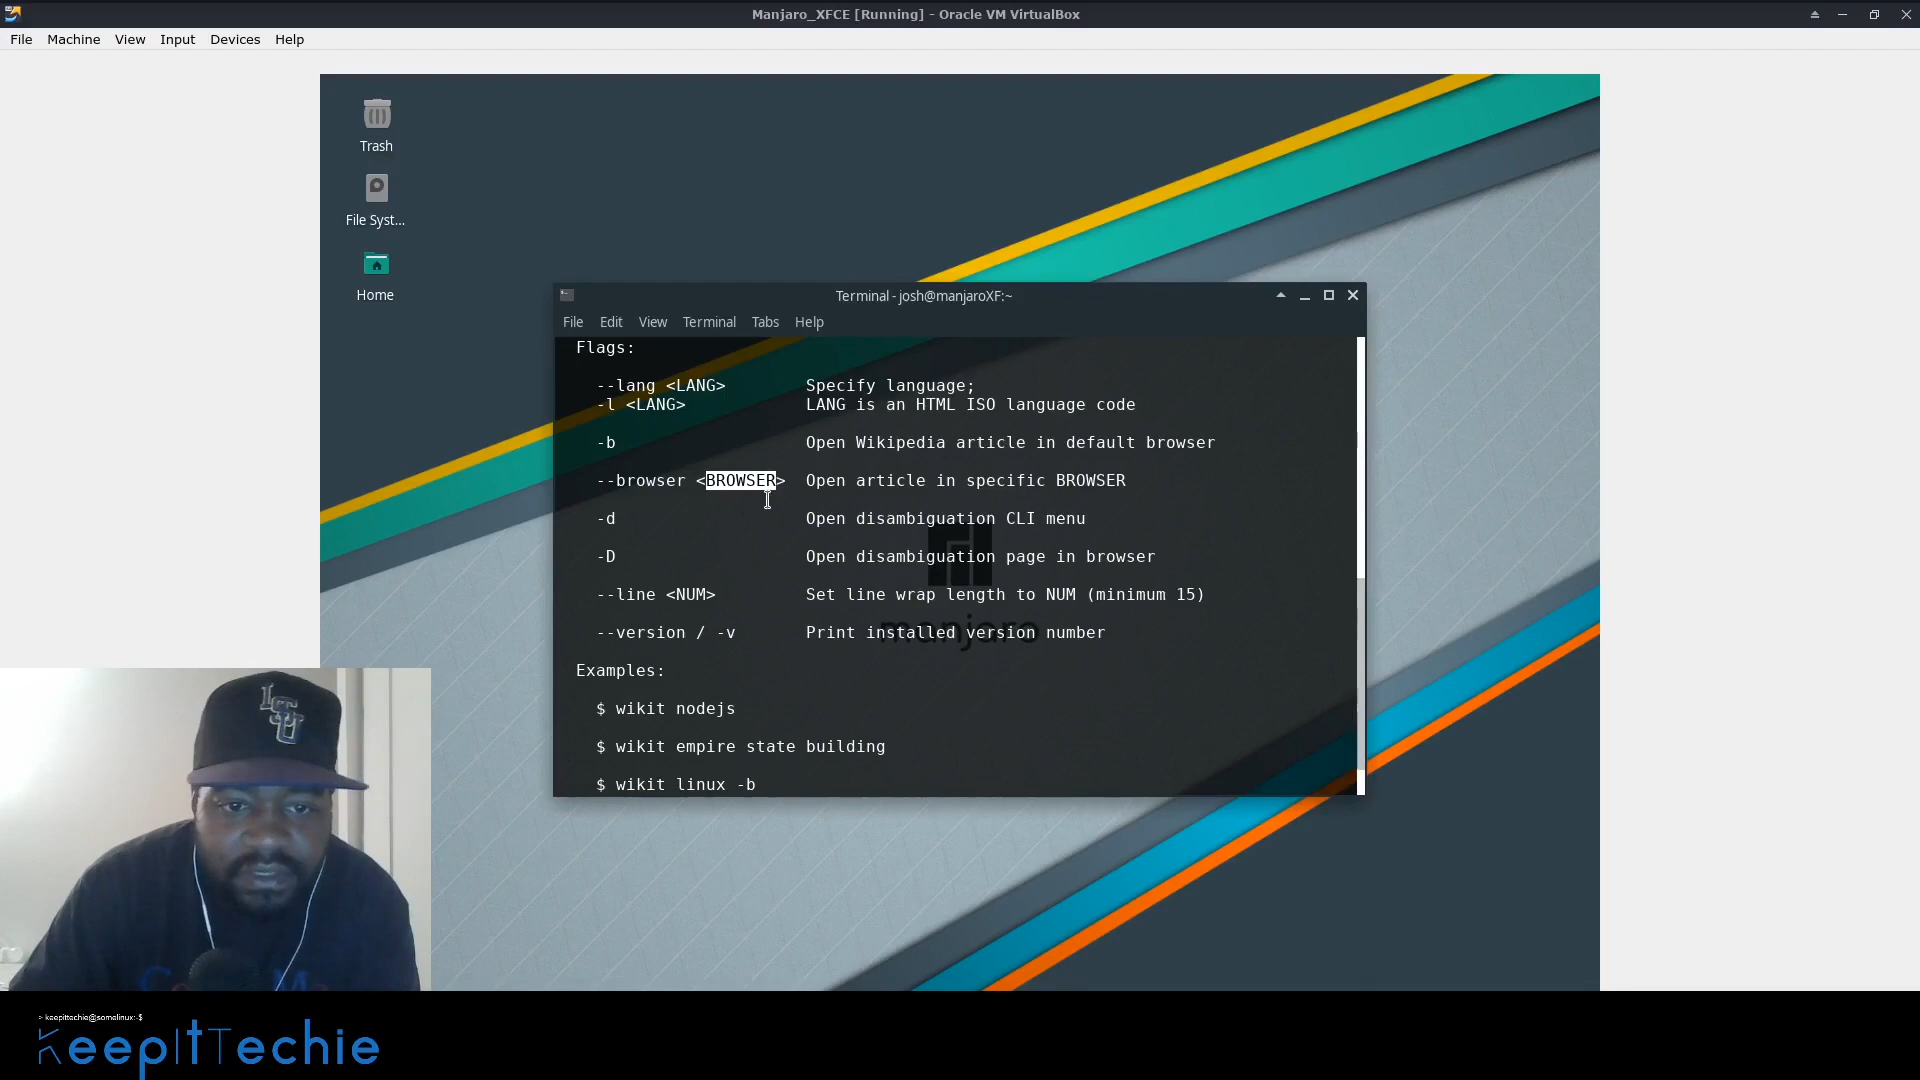 Manjaro_XFCE [Running] - Oracle VM VirtualBox
File Machine View Input Devices Help
Trash
File Syst...
Home
Terminal - josh@manjaroXF:~
File Edit View Terminal Tabs Help
Flags:
--lang <LANG> Specify language;
-l <LANG> LANG is an HTML ISO language code
-b Open Wikipedia article in default browser
--browser <BROWSER> Open article in specific BROWSER
-d Open disambiguation CLI menu
-D Open disambiguation page in browser
--line <NUM> Set line wrap length to NUM (minimum 15)
--version / -v Print installed version number
manjaro
Examples:
$ wikit nodejs
$ wikit empire state building
$ wikit linux -b
> keepittechie@somelinux:-$
KeepItTechie